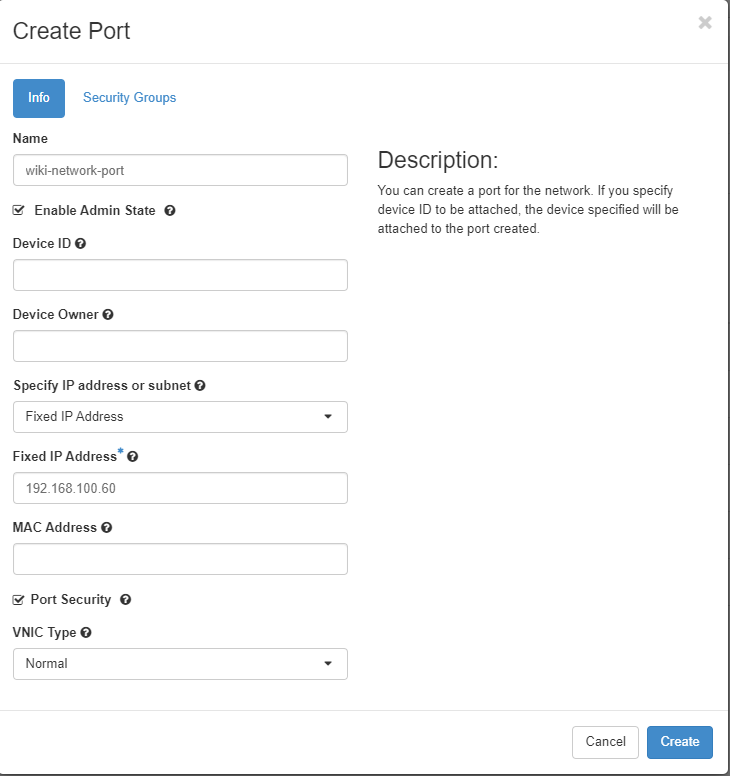 Create Port
×
Info
Security Groups
Name
wiki-network-port
Enable Admin State
Device ID
Device Owner
Specify IP address or subnet
Fixed IP Address
Fixed IP Address*
192.168.100.60
MAC Address
Port Security
VNIC Type
Normal
Description:
You can create a port for the network. If you specify
device ID to be attached, the device specified will be
attached to the port created.
Cancel
Create